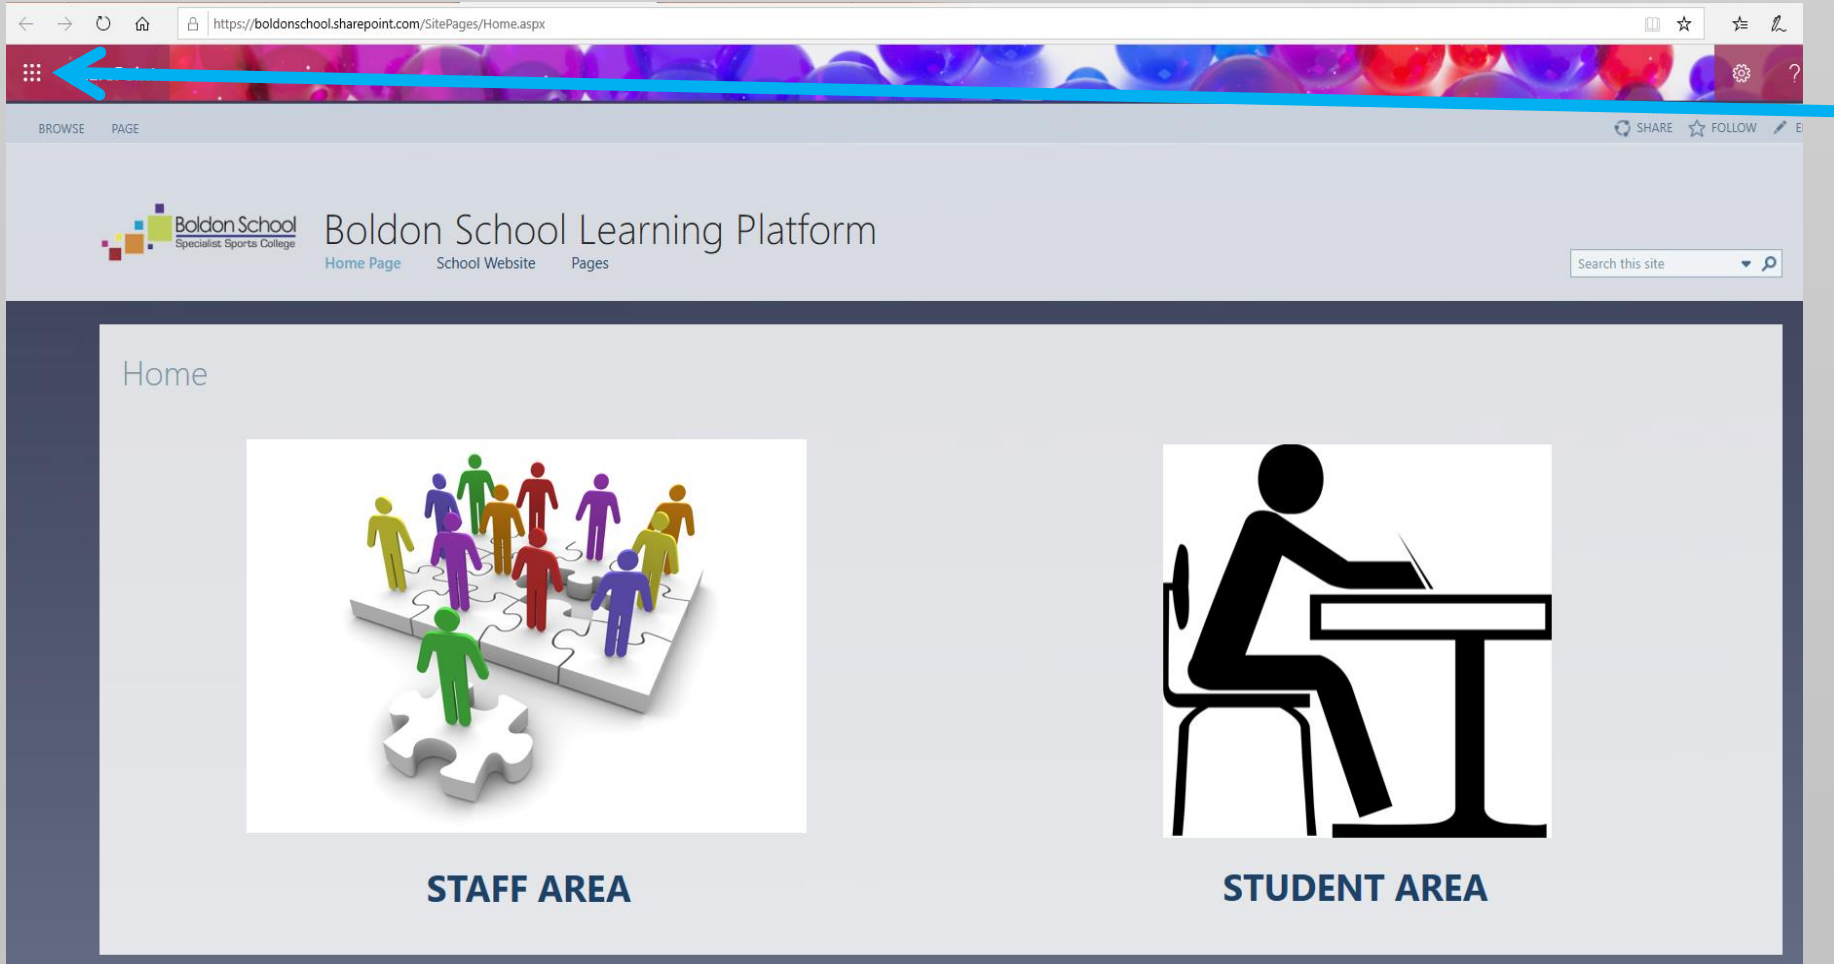 https://boldonschool.sharepoint.com/SitePages/Home.aspx
?
BROWSE PAGE
SHARE FOLLOW
Boldon School
Specialist Sports College
Boldon School Learning Platform
Home Page School Website Pages
Search this site
Home
STAFF AREA
STUDENT AREA